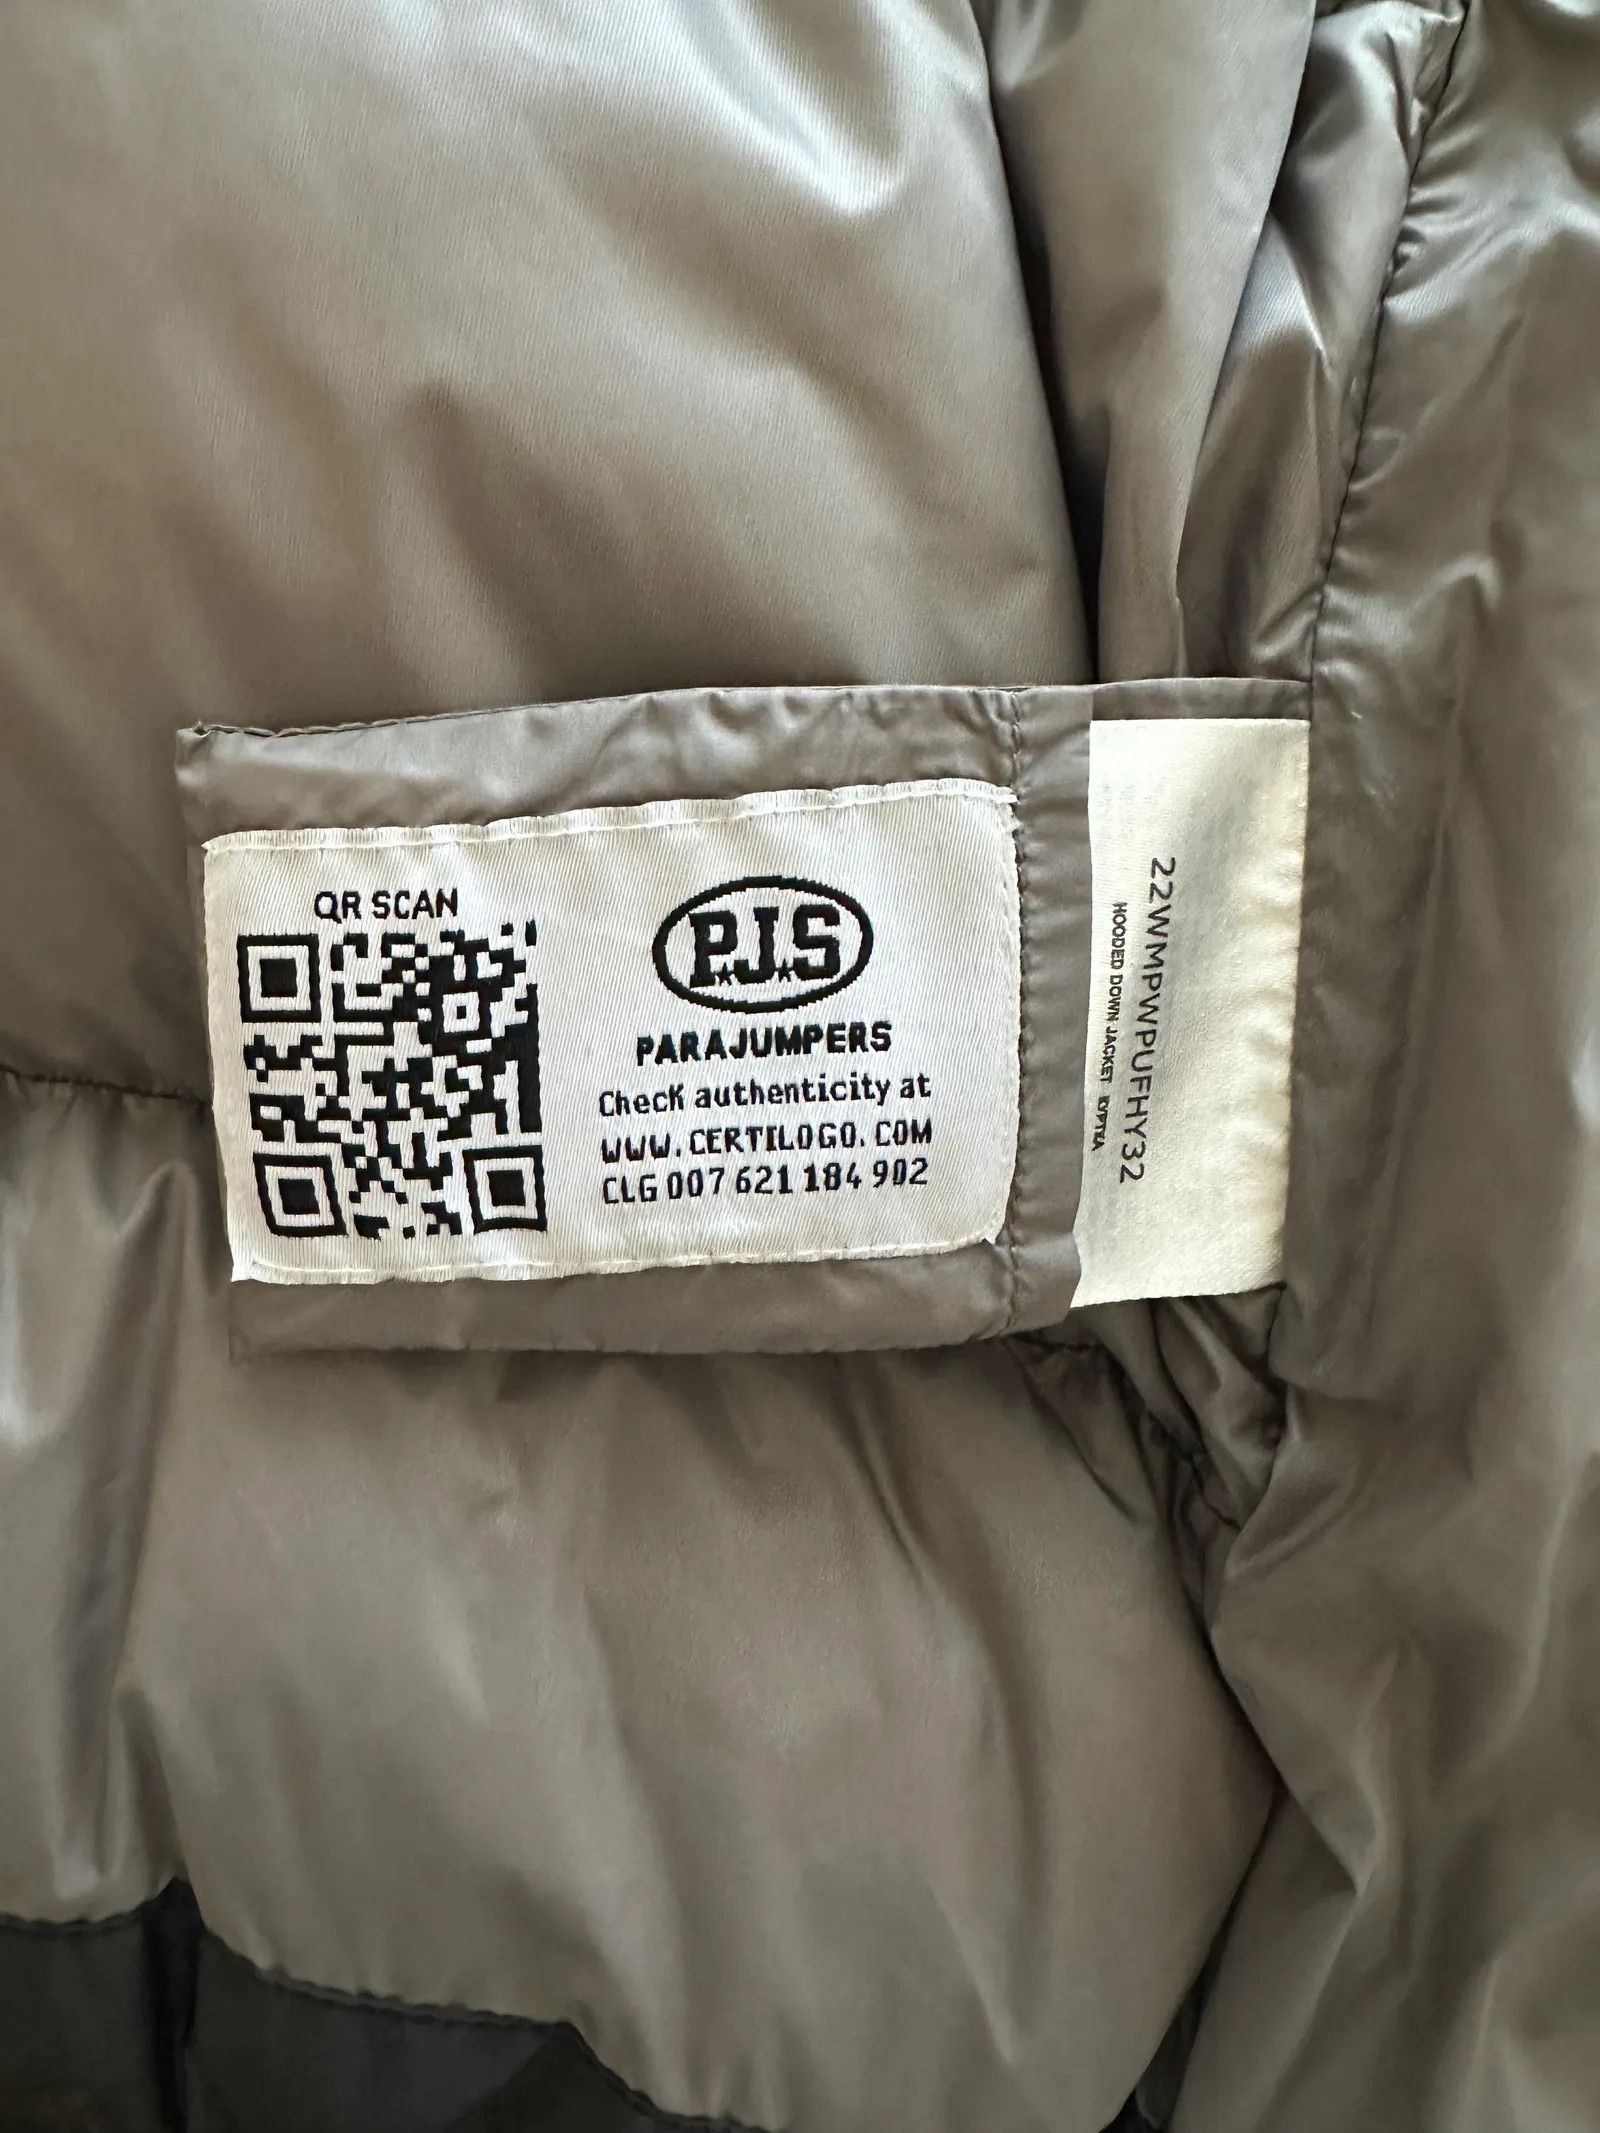 QR SCAN
P.J.S
PARAJUMPERS
Check authenticity at
WWW.CERTILOGO.COM
CLG 007 621 184 902
22WMPWPUFHY32
HOODED DOWN JACKET